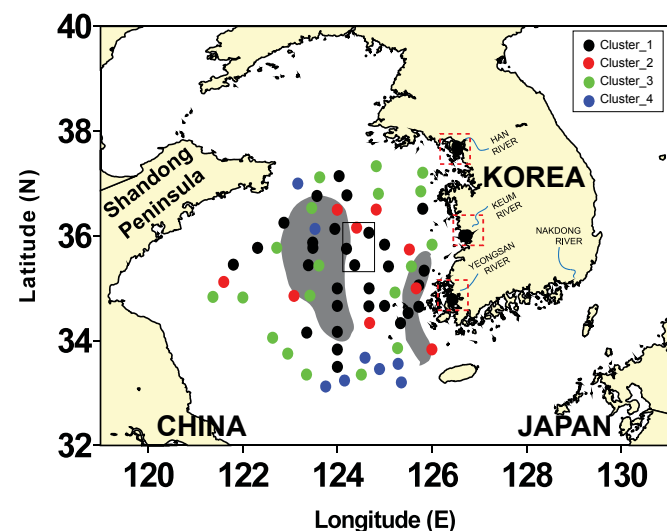 40
38
36
34
32
Latitude (N)
120
122
124
126
128
130
Longitude (E)
Cluster_1
Cluster_2
Cluster_3
Cluster_4
Shandong
Peninsula
HAN
RIVER
KOREA
KEUM
RIVER
NAKDONG
RIVER
YEONGSAN
RIVER
CHINA
JAPAN